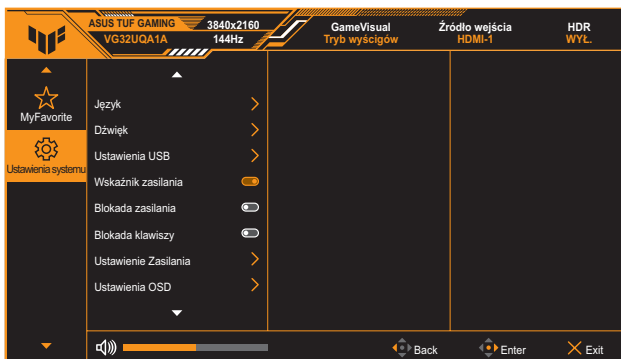 ASUS TUF GAMING 3840x2160
VG32UQA1A 144Hz
GameVisual
Tryb wyścigów
Źródło wejścia
HDMI-1
HDR
WYŁ.
MyFavorite
Ustawienia systemu
Język
Dźwięk
Ustawienia USB
Wskaźnik zasilania
Blokada zasilania
Blokada klawiszy
Ustawienie Zasilania
Ustawienia OSD
Back
Enter
Exit